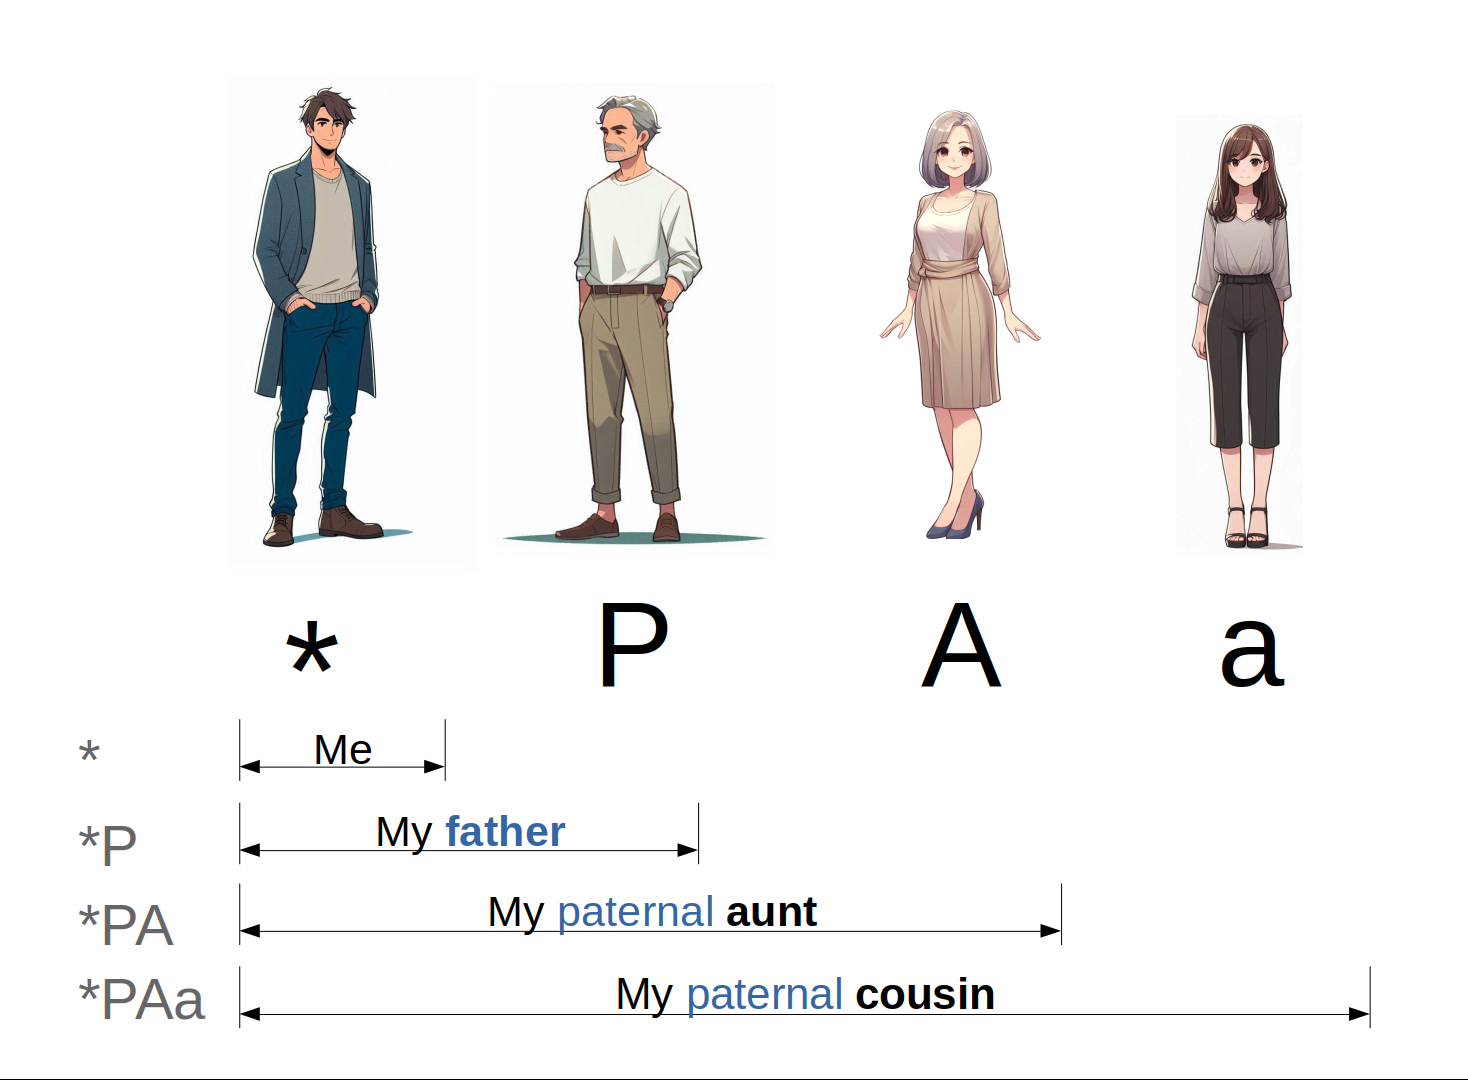 * P A a
* Me
*P My father
*PA My paternal aunt
*PAa My paternal cousin